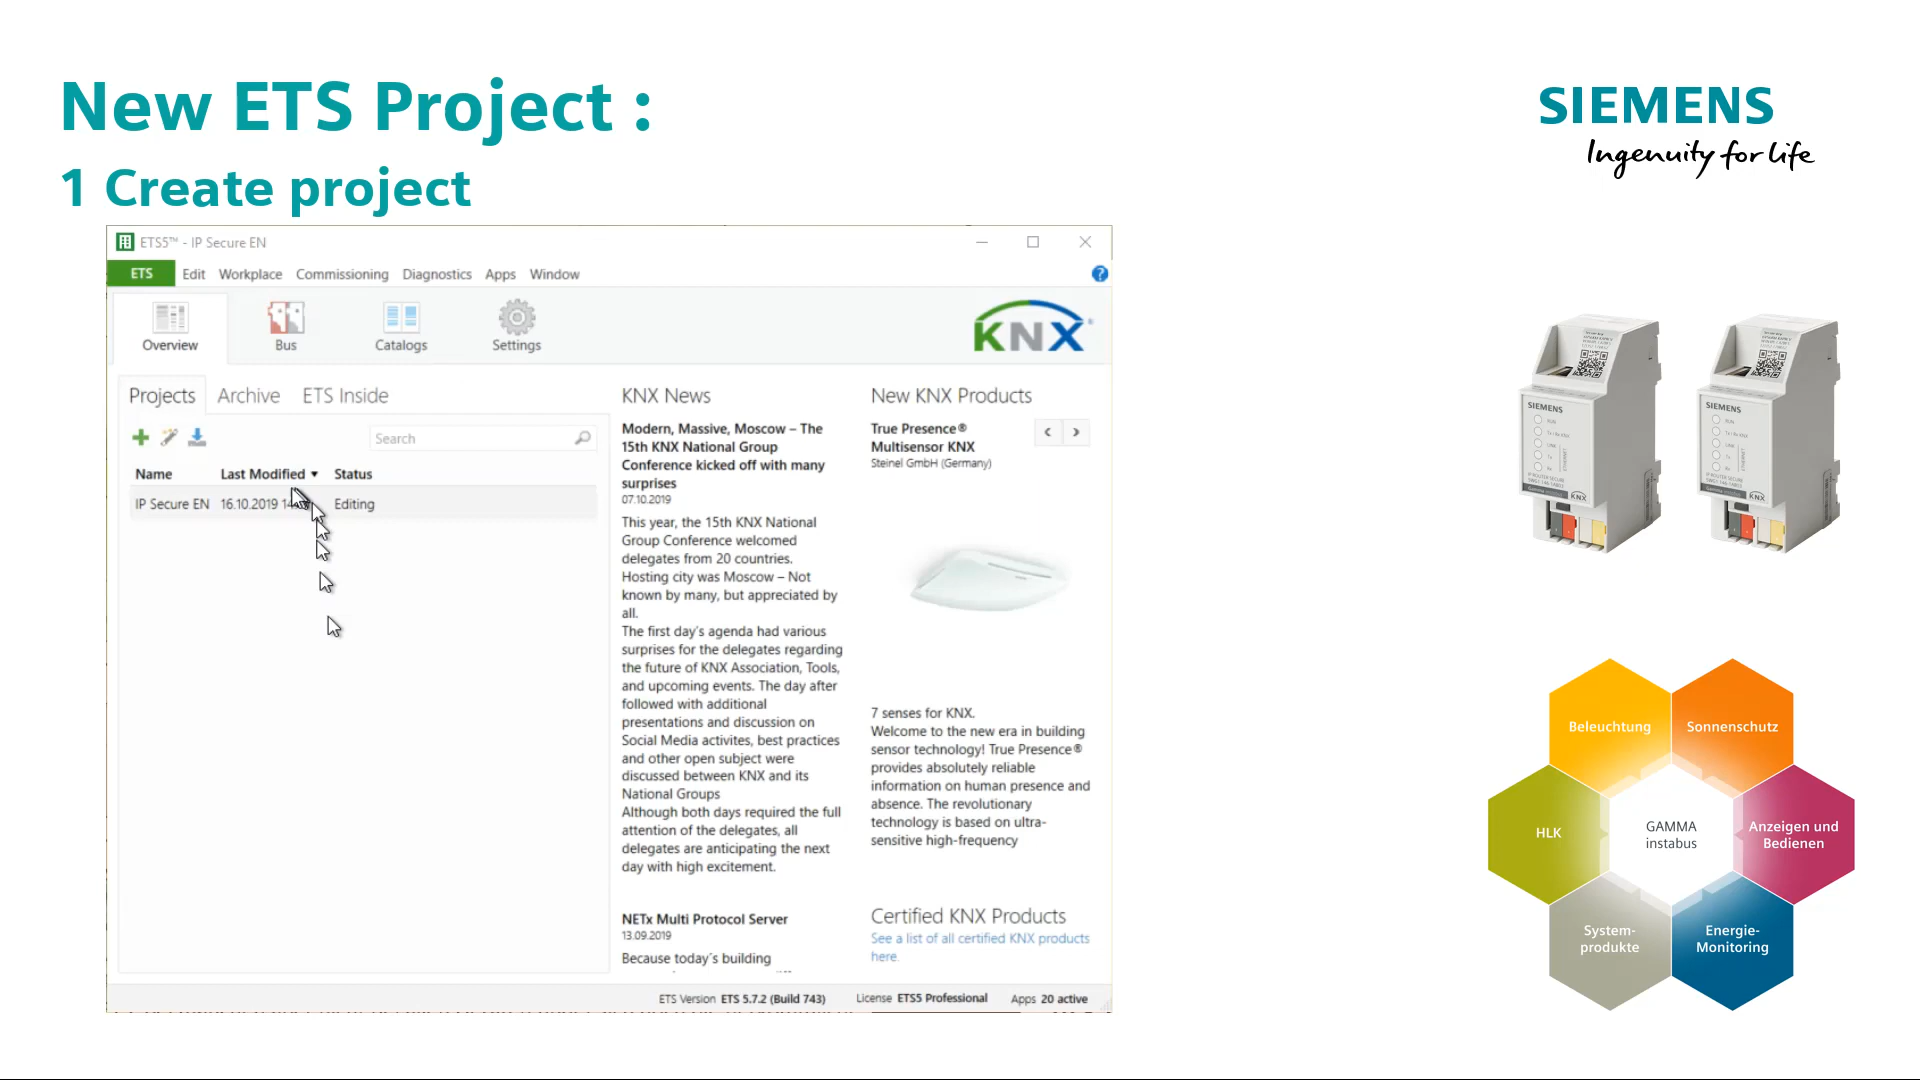 New ETS Project :
1 Create project
SIEMENS
Ingenuity for life
ETS5™ - IP Secure EN
ETS Edit Workplace Commissioning Diagnostics Apps Window ?
Overview
Bus
Catalogs
Settings
KNX
Projects Archive ETS Inside
Search
Name Last Modified Status
IP Secure EN 16.10.2019 Editing
KNX News
Modern, Massive, Moscow – The
15th KNX National Group
Conference kicked off with many
surprises
07.10.2019
This year, the 15th KNX National
Group Conference welcomed
delegates from 20 countries.
Hosting city was Moscow – Not
known by many, but appreciated by
all.
The first day´s agenda had various
surprises for the delegates regarding
the future of KNX Association, Tools,
and upcoming events. The day after
followed with additional
presentations and discussion on
Social Media activites, best practices
and other open subject were
discussed between KNX and its
National Groups
Although both days required the full
attention of the delegates, all
delegates are anticipating the next
day with high excitement.
NETx Multi Protocol Server
13.09.2019
Because today´s building
New KNX Products
True Presence®
Multisensor KNX
Steinel GmbH (Germany)
7 senses for KNX.
Welcome to the new era in building
sensor technology! True Presence®
provides absolutely reliable
information on human presence and
absence. The revolutionary
technology is based on ultra-
sensitive high-frequency
Certified KNX Products
See a list of all certified KNX products
here.
ETS Version ETS 5.7.2 (Build 743) License ETS5 Professional Apps 20 active
SIEMENS
RUN
LINE
KNX
SIEMENS
RUN
LINE
KNX
Beleuchtung
Sonnenschutz
HLK
GAMMA
instabus
Anzeigen und
Bedienen
System-
produkte
Energie-
Monitoring